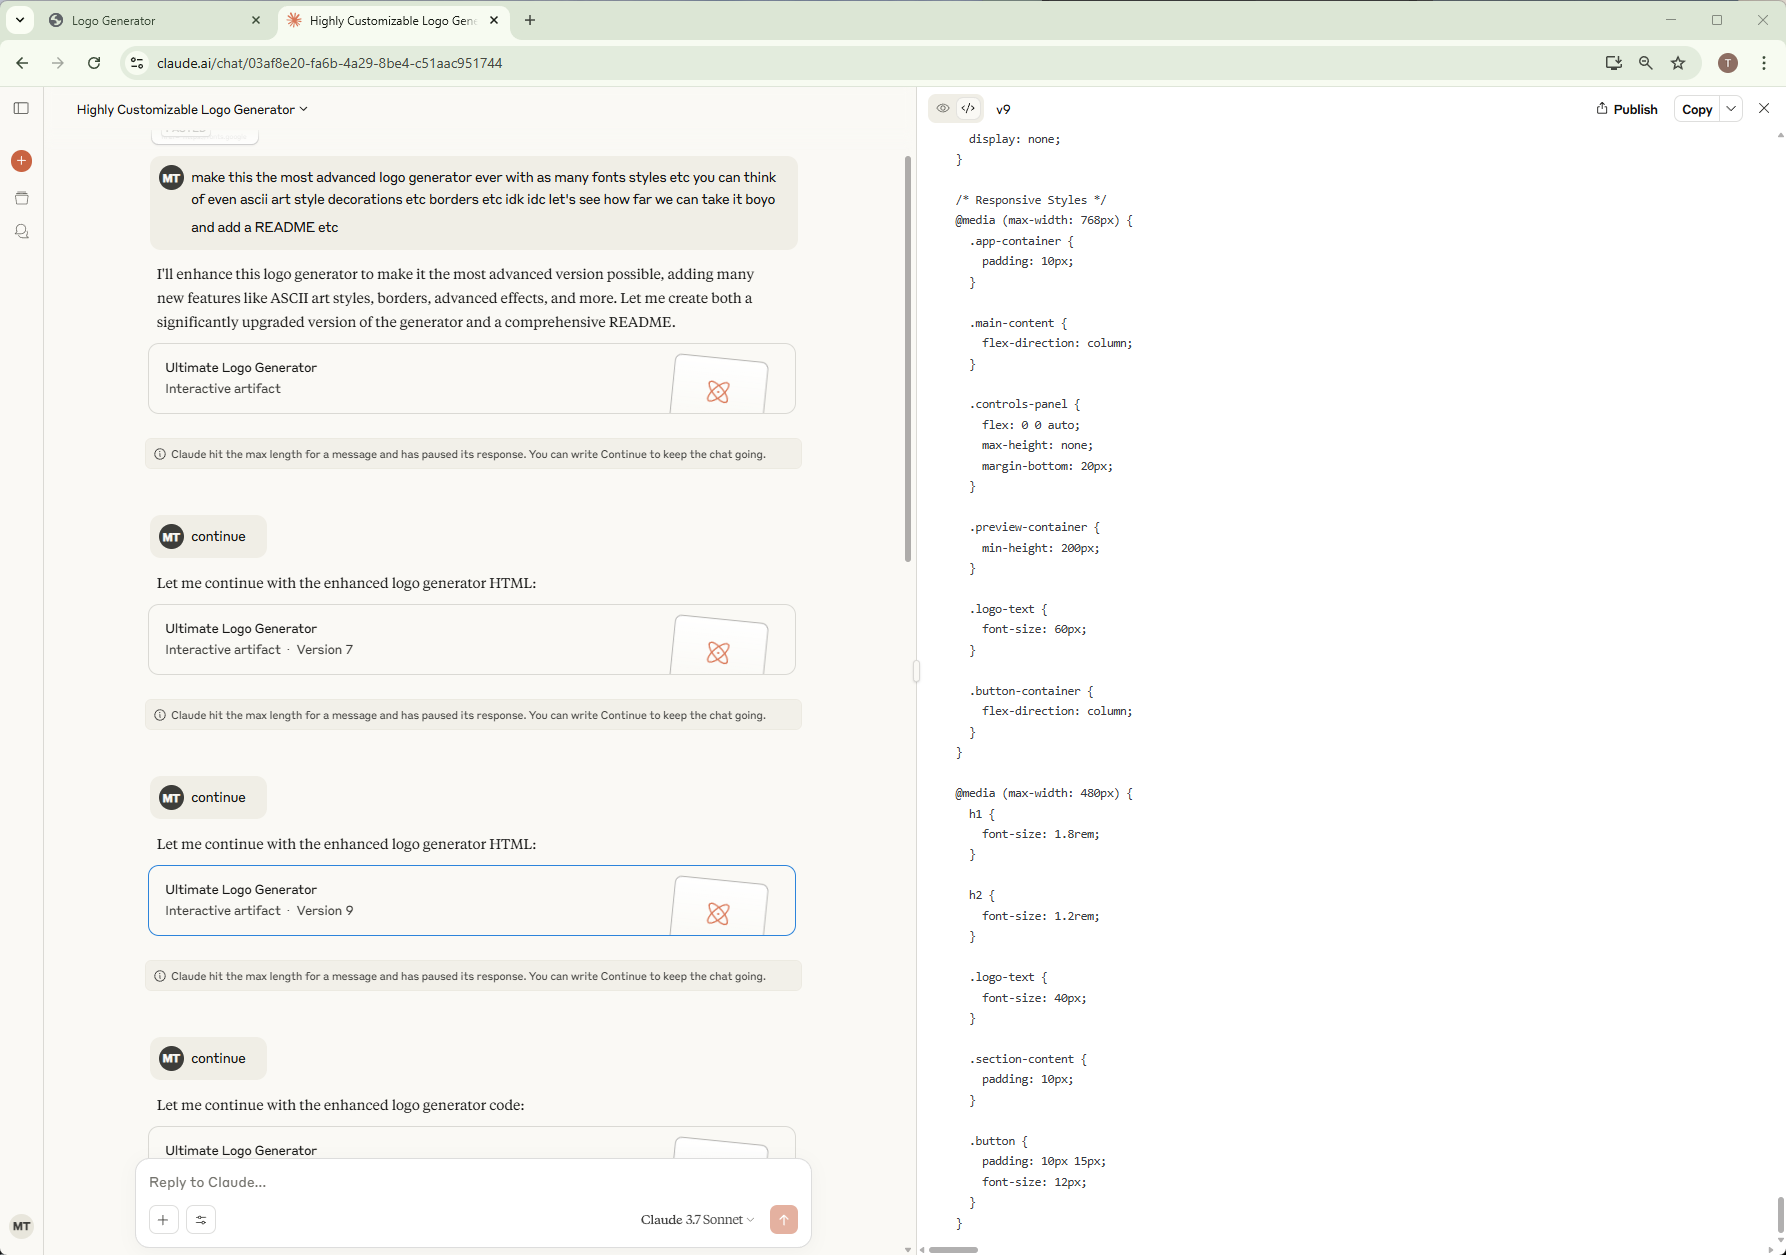 Logo Generator
Highly Customizable Logo Gen
claude.ai/chat/03af8e20-fa6b-4a29-8be4-c51aac951744
T
Highly Customizable Logo Generator
MT
make this the most advanced logo generator ever with as many fonts styles etc you can think
of even ascii art style decorations etc borders etc idk idc let's see how far we can take it boyo
and add a README etc
I'll enhance this logo generator to make it the most advanced version possible, adding many
new features like ASCII art styles, borders, advanced effects, and more. Let me create both a
significantly upgraded version of the generator and a comprehensive README.
Ultimate Logo Generator
Interactive artifact
Claude hit the max length for a message and has paused its response. You can write Continue to keep the chat going.
MT continue
Let me continue with the enhanced logo generator HTML:
Ultimate Logo Generator
Interactive artifact · Version 7
Claude hit the max length for a message and has paused its response. You can write Continue to keep the chat going.
MT continue
Let me continue with the enhanced logo generator HTML:
Ultimate Logo Generator
Interactive artifact · Version 9
Claude hit the max length for a message and has paused its response. You can write Continue to keep the chat going.
MT continue
Let me continue with the enhanced logo generator code:
Ultimate Logo Generator
Reply to Claude...
Claude 3.7 Sonnet
MT
v9
Publish
Copy
display: none;
}
/* Responsive Styles */
@media (max-width: 768px) {
.app-container {
padding: 10px;
}
.main-content {
flex-direction: column;
}
.controls-panel {
flex: 0 0 auto;
max-height: none;
margin-bottom: 20px;
}
.preview-container {
min-height: 200px;
}
.logo-text {
font-size: 60px;
}
.button-container {
flex-direction: column;
}
}
@media (max-width: 480px) {
h1 {
font-size: 1.8rem;
}
h2 {
font-size: 1.2rem;
}
.logo-text {
font-size: 40px;
}
.section-content {
padding: 10px;
}
.button {
padding: 10px 15px;
font-size: 12px;
}
}